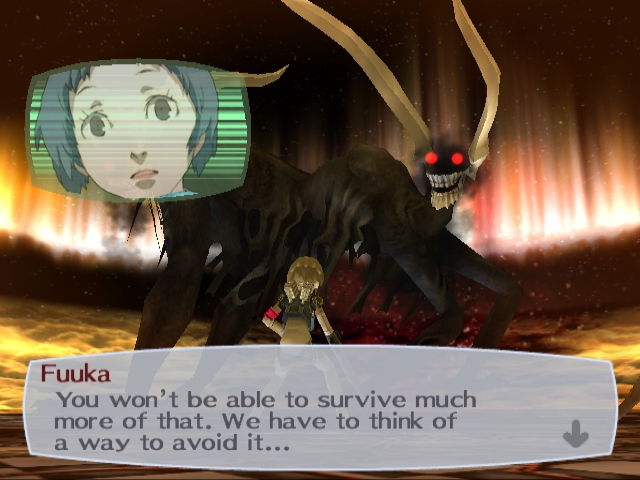 Fuuka
You won't be able to survive much
more of that. We have to think of
a way to avoid it...